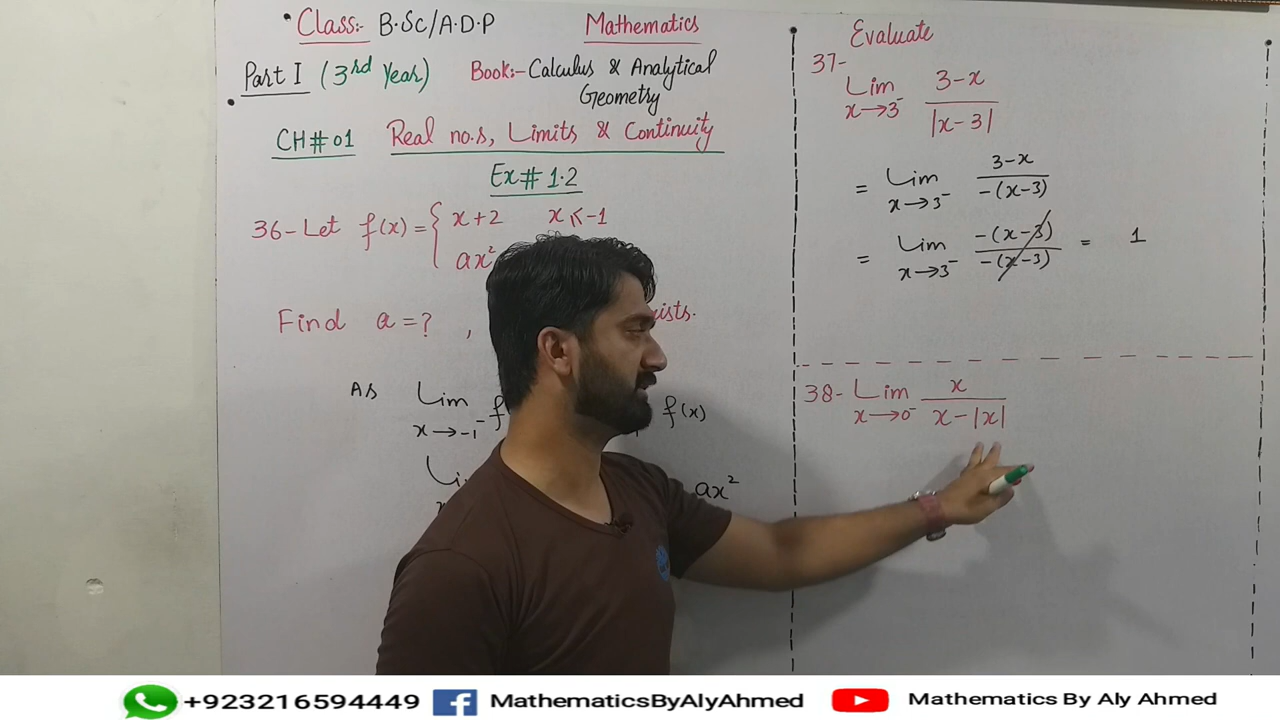 Class:- B.Sc/A.D.P Mathematics
Part I (3rd Year) Book:- Calculus & Analytical
Geometry
CH#01 Real no.s, Limits & Continuity
Ex# 1.2
36- Let f(x) = { x+2 x < -1
ax²
Find a = ? ,
As Lim f f(x)
x→-1⁻
ax²
Evaluate
37-
Lim 3-x
x→3⁻ |x-3|
= Lim 3-x
x→3⁻ -(x-3)
= Lim -(x-3) = 1
x→3⁻ -(x-3)
38- Lim x
x→0⁻ x-|x|
+923216594449 MathematicsByAlyAhmed Mathematics By Aly Ahmed